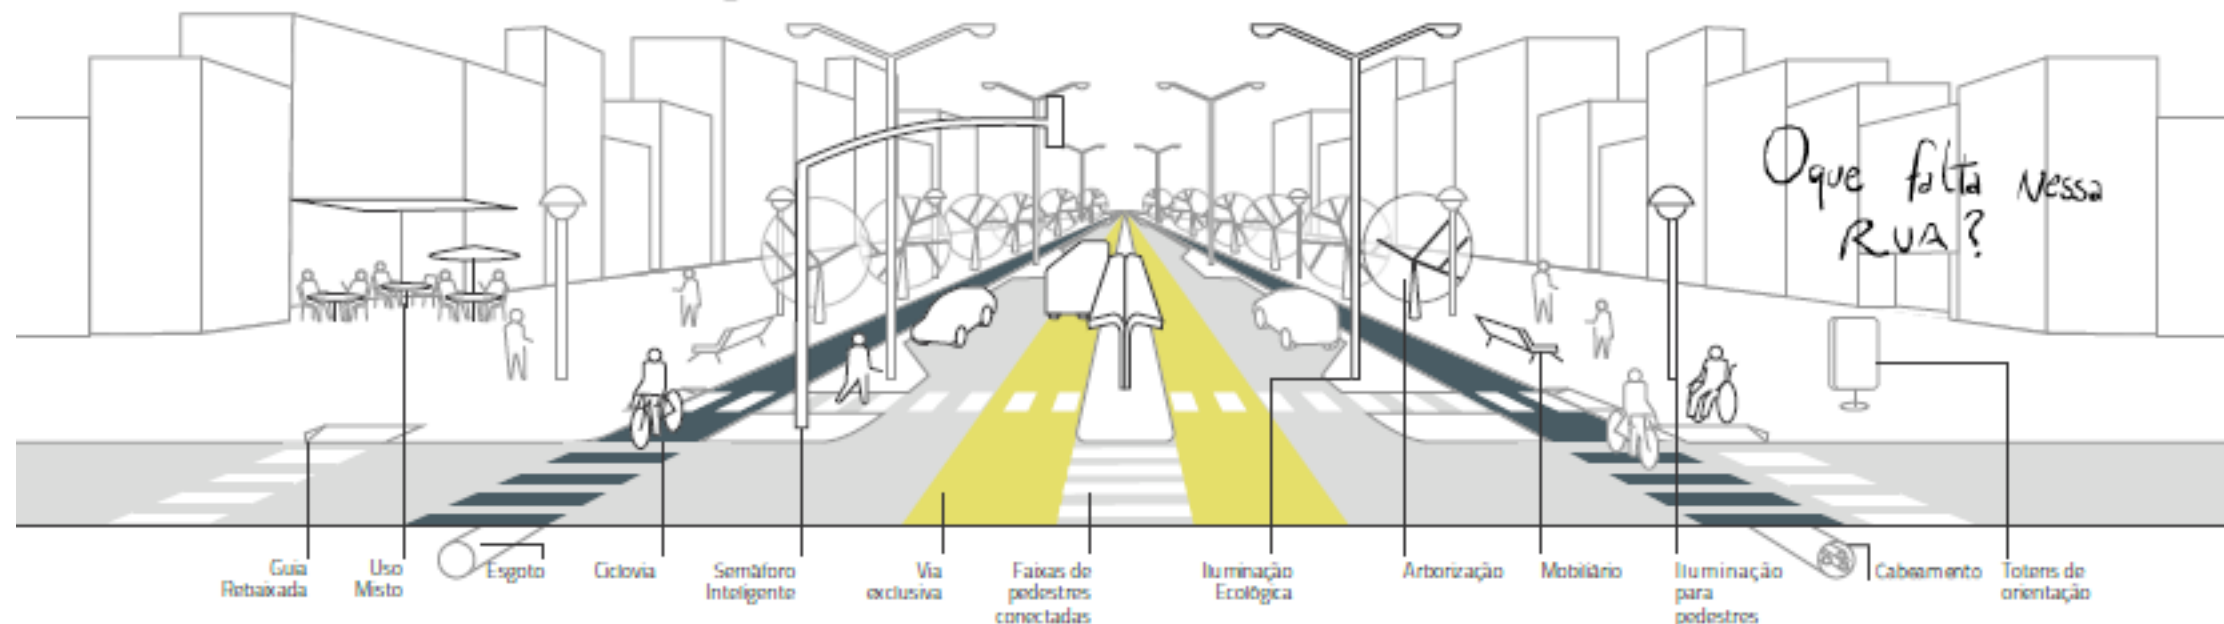 Oque falta Nessa
RUA?
Guia
Rebaixada
Uso
Misto
Esgoto
Ciclovia
Semáforo
Inteligente
Via
exclusiva
Faixas de
pedestres
conectadas
Iluminação
Ecológica
Arborização
Mobiliário
Iluminação
para
pedestres
Cabeamento
Totens de
orientação